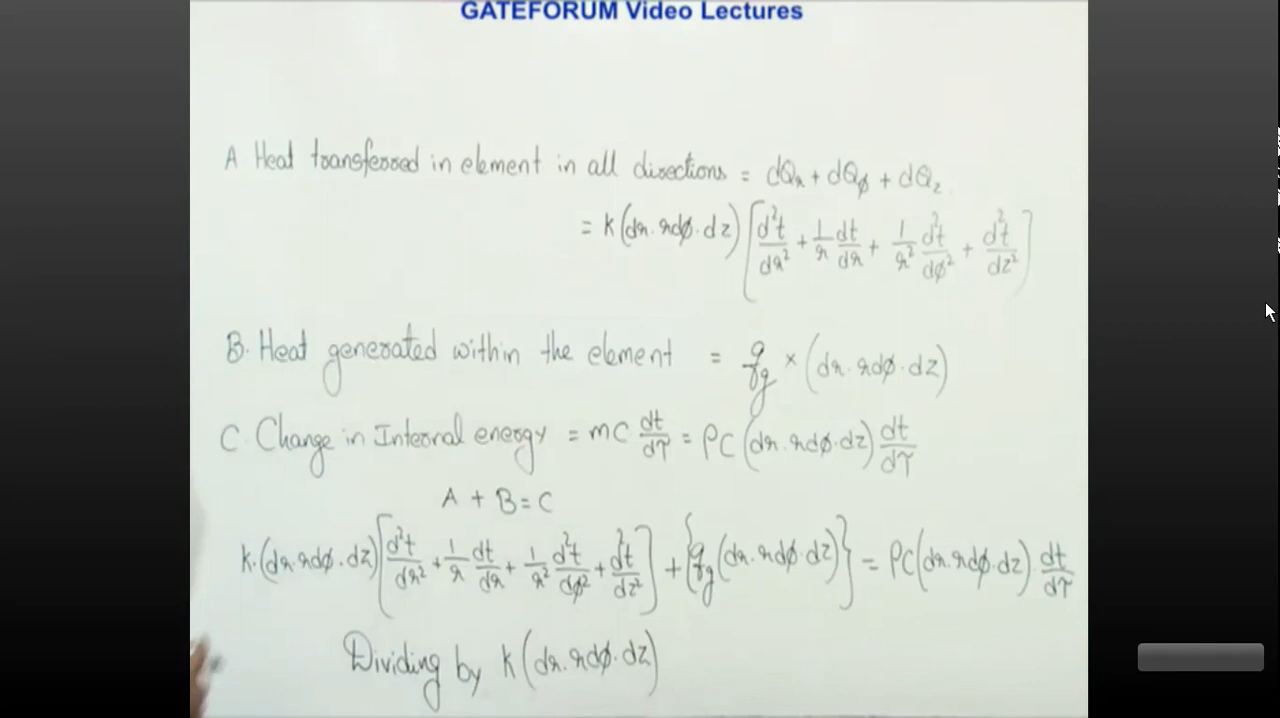 GATEFORUM Video Lectures
A Heat transferred in element in all directions = dQr + dQφ + dQz
= k(dr.rdφ.dz) [d²t/dr² + 1/r dt/dr + 1/r² d²t/dφ² + d²t/dz²]
B. Heat generated within the element = qg × (dr.rdφ.dz)
C. Change in Internal energy = mC dt/dτ = ρC (dr.rdφ.dz) dt/dτ
A + B = C
k.(dr.rdφ.dz) [d²t/dr² + 1/r dt/dr + 1/r² d²t/dφ² + d²t/dz²] + {qg(dr.rdφ.dz)} = ρC(dr.rdφ.dz) dt/dτ
Dividing by k(dr.rdφ.dz)